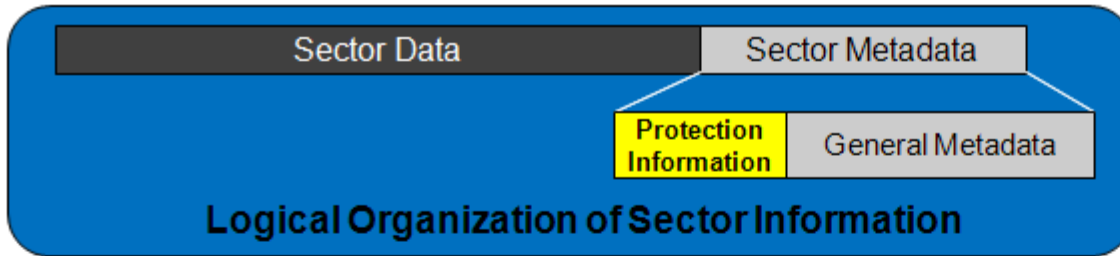 Sector Data
Sector Metadata
Protection
Information
General Metadata
Logical Organization of Sector Information